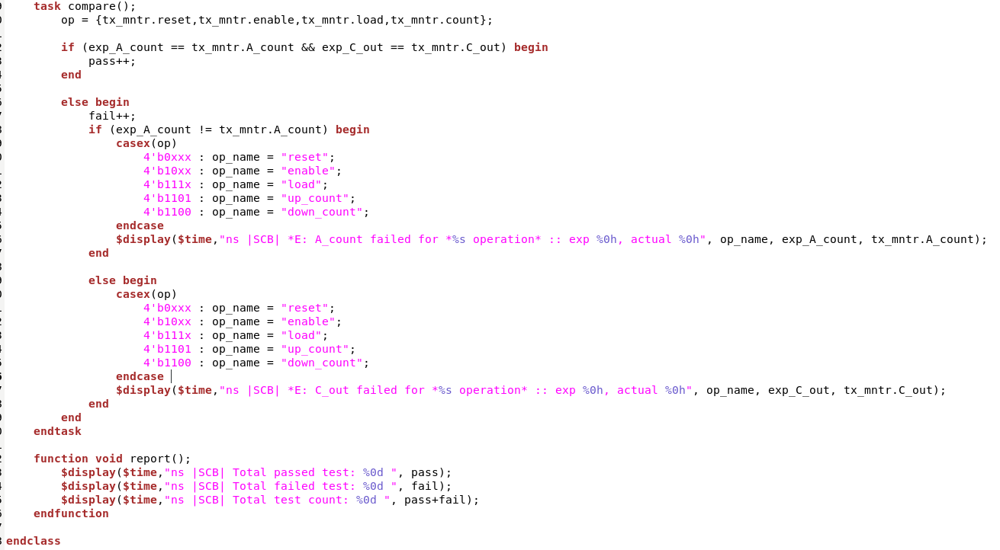 task compare();
op = {tx_mntr.reset,tx_mntr.enable,tx_mntr.load,tx_mntr.count};
if (exp_A_count == tx_mntr.A_count && exp_C_out == tx_mntr.C_out) begin
pass++;
end
else begin
fail++;
if (exp_A_count != tx_mntr.A_count) begin
casex(op)
4'b0xxx : op_name = "reset";
4'b10xx : op_name = "enable";
4'b111x : op_name = "load";
4'b1101 : op_name = "up_count";
4'b1100 : op_name = "down_count";
endcase
$display($time,"ns |SCB| *E: A_count failed for *%s operation* :: exp %0h, actual %0h", op_name, exp_A_count, tx_mntr.A_count);
end
else begin
casex(op)
4'b0xxx : op_name = "reset";
4'b10xx : op_name = "enable";
4'b111x : op_name = "load";
4'b1101 : op_name = "up_count";
4'b1100 : op_name = "down_count";
endcase
$display($time,"ns |SCB| *E: C_out failed for *%s operation* :: exp %0h, actual %0h", op_name, exp_C_out, tx_mntr.C_out);
end
end
endtask
function void report();
$display($time,"ns |SCB| Total passed test: %0d ", pass);
$display($time,"ns |SCB| Total failed test: %0d ", fail);
$display($time,"ns |SCB| Total test count: %0d ", pass+fail);
endfunction
endclass